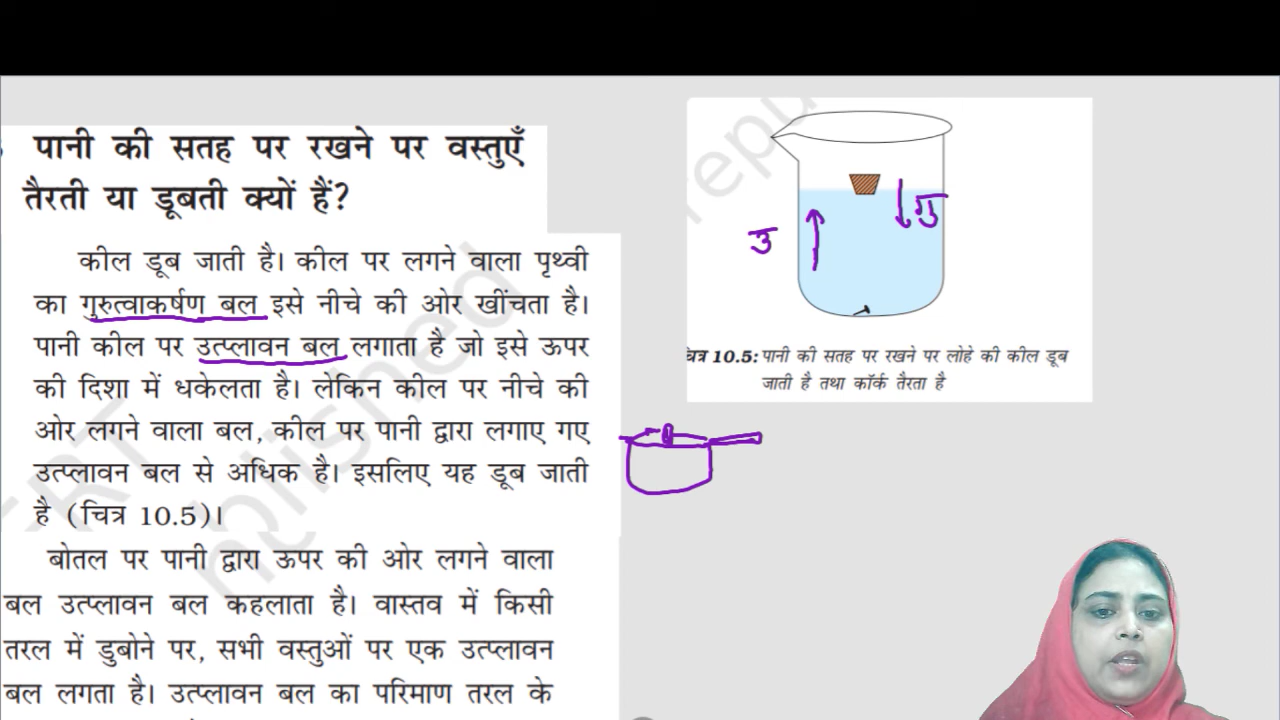 पानी की सतह पर रखने पर वस्तुएँ
तैरती या डूबती क्यों हैं?
कील डूब जाती है। कील पर लगने वाला पृथ्वी
का गुरुत्वाकर्षण बल इसे नीचे की ओर खींचता है।
पानी कील पर उत्प्लावन बल लगाता है जो इसे ऊपर
की दिशा में धकेलता है। लेकिन कील पर नीचे की
ओर लगने वाला बल, कील पर पानी द्वारा लगाए गए
उत्प्लावन बल से अधिक है। इसलिए यह डूब जाती
है (चित्र 10.5)।
बोतल पर पानी द्वारा ऊपर की ओर लगने वाला
बल उत्प्लावन बल कहलाता है। वास्तव में किसी
तरल में डुबोने पर, सभी वस्तुओं पर एक उत्प्लावन
बल लगता है। उत्प्लावन बल का परिमाण तरल के
गु
उ
चित्र 10.5: पानी की सतह पर रखने पर लोहे की कील डूब
जाती है तथा कॉर्क तैरता है